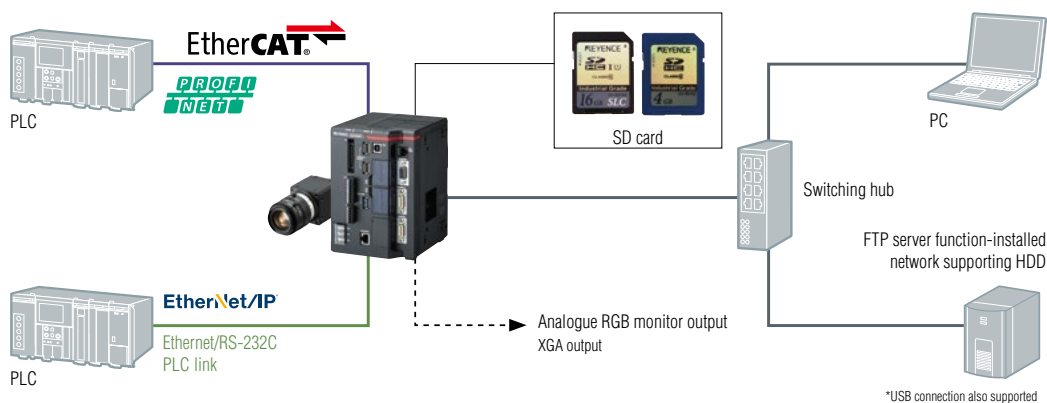 EtherCAT®
PROFI
NET
PLC
KEYENCE
Industrial Grade
16GB SLC
KEYENCE
Industrial Grade
4GB
SD card
PC
Switching hub
FTP server function-installed
network supporting HDD
EtherNet/IP
Ethernet/RS-232C
PLC link
PLC
Analogue RGB monitor output
XGA output
*USB connection also supported